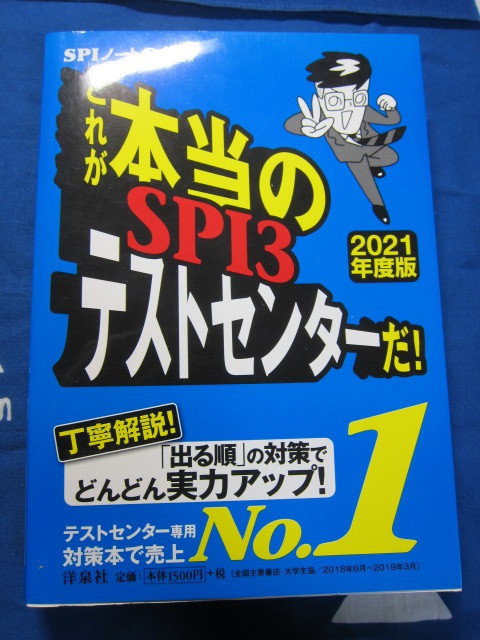 SPIノート
これが
本当の
SPI3
テストセンターだ!
2021
年度版
丁寧解説!
「出る順」の対策で
どんどん実力アップ!
テストセンター専用
対策本で売上
No.1
洋泉社 定価:本体1500円+税 (全国主要書店・大学生協/2018年6月~2019年3月)